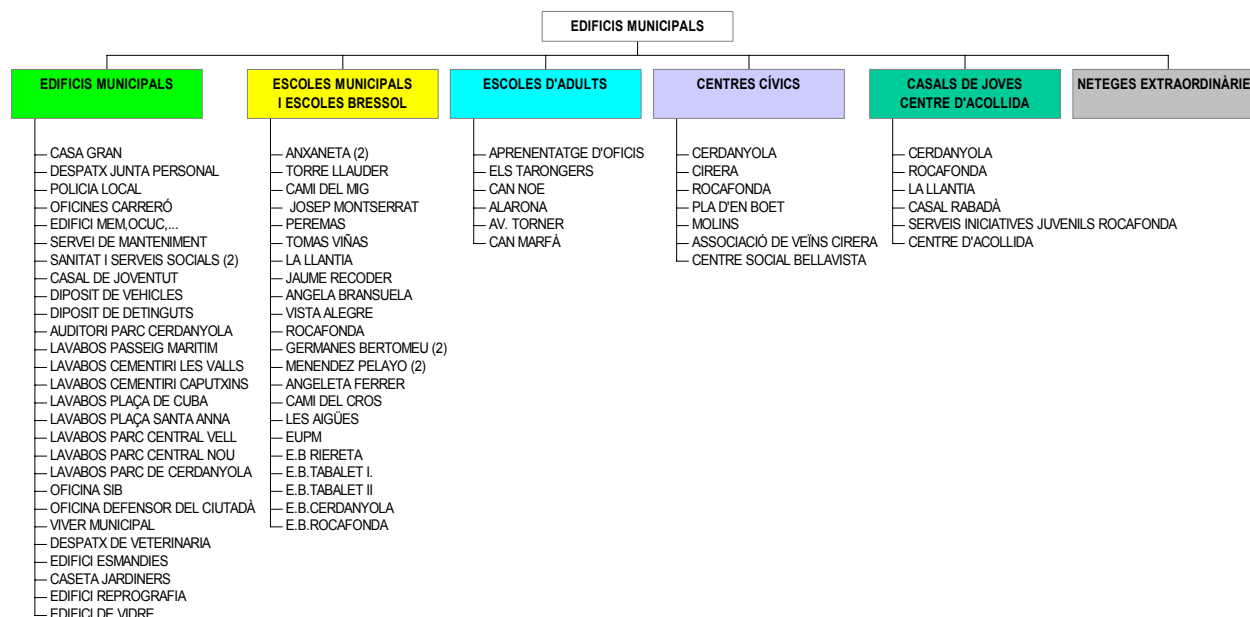 EDIFICIS MUNICIPALS
EDIFICIS MUNICIPALS
CASA GRAN
DESPATX JUNTA PERSONAL
POLICIA LOCAL
OFICINES CARRERÓ
EDIFICI MEM,OCUC,...
SERVEI DE MANTENIMENT
SANITAT I SERVEIS SOCIALS (2)
CASAL DE JOVENTUT
DIPOSIT DE VEHICLES
DIPOSIT DE DETINGUTS
AUDITORI PARC CERDANYOLA
LAVABOS PASSEIG MARITIM
LAVABOS CEMENTIRI LES VALLS
LAVABOS CEMENTIRI CAPUTXINS
LAVABOS PLAÇA DE CUBA
LAVABOS PLAÇA SANTA ANNA
LAVABOS PARC CENTRAL VELL
LAVABOS PARC CENTRAL NOU
LAVABOS PARC DE CERDANYOLA
OFICINA SIB
OFICINA DEFENSOR DEL CIUTADÀ
VIVER MUNICIPAL
DESPATX DE VETERINARIA
EDIFICI ESMANDIES
CASETA JARDINERS
EDIFICI REPROGRAFIA
EDIFICI DE VIDRE
ESCOLES MUNICIPALS
I ESCOLES BRESSOL
ANXANETA (2)
TORRE LLAUDER
CAMI DEL MIG
JOSEP MONTSERRAT
PEREMAS
TOMAS VIÑAS
LA LLANTIA
JAUME RECODER
ANGELA BRANSUELA
VISTA ALEGRE
ROCAFONDA
GERMANES BERTOMEU (2)
MENENDEZ PELAYO (2)
ANGELETA FERRER
CAMI DEL CROS
LES AIGÜES
EUPM
E.B RIERETA
E.B.TABALET I.
E.B.TABALET II
E.B.CERDANYOLA
E.B.ROCAFONDA
ESCOLES D'ADULTS
APRENENTATGE D'OFICIS
ELS TARONGERS
CAN NOE
ALARONA
AV. TORNER
CAN MARFÀ
CENTRES CÍVICS
CERDANYOLA
CIRERA
ROCAFONDA
PLA D'EN BOET
MOLINS
ASSOCIACIÓ DE VEÏNS CIRERA
CENTRE SOCIAL BELLAVISTA
CASALS DE JOVES
CENTRE D'ACOLLIDA
CERDANYOLA
ROCAFONDA
LA LLANTIA
CASAL RABADÀ
SERVEIS INICIATIVES JUVENILS ROCAFONDA
CENTRE D'ACOLLIDA
NETEGES EXTRAORDINÀRIE